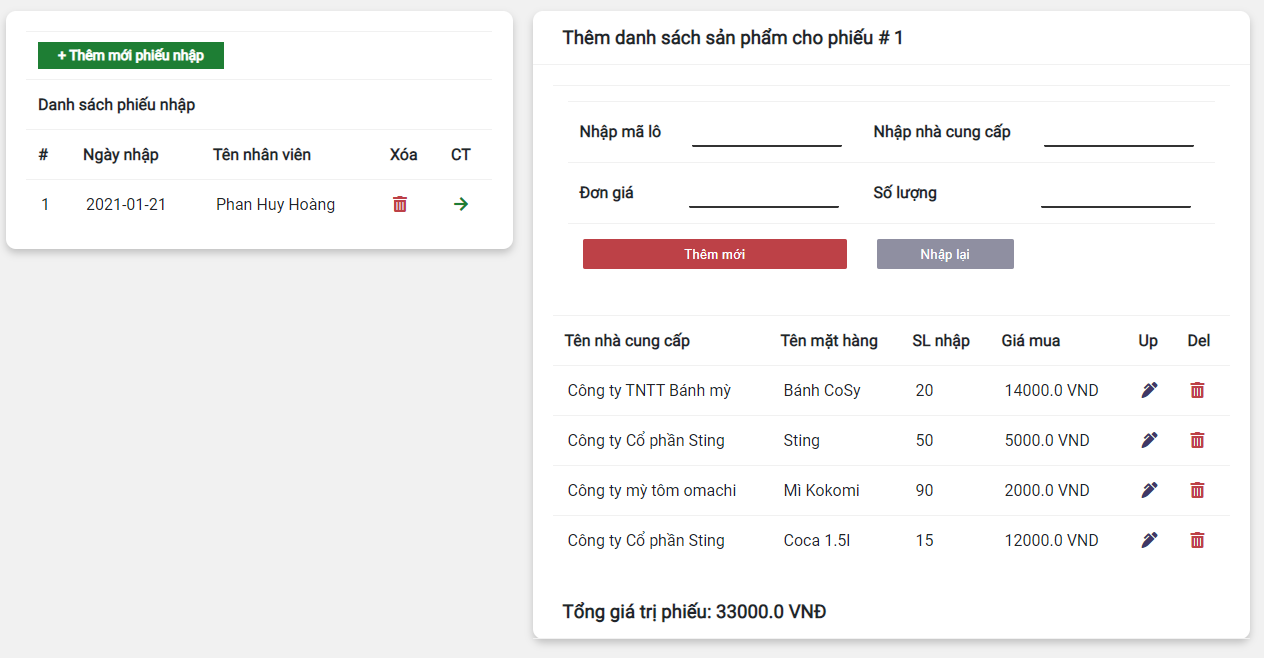 + Thêm mới phiếu nhập
Danh sách phiếu nhập
# Ngày nhập Tên nhân viên Xóa CT
1 2021-01-21 Phan Huy Hoàng
Thêm danh sách sản phẩm cho phiếu # 1
Nhập mã lô Nhập nhà cung cấp
Đơn giá Số lượng
Thêm mới Nhập lại
Tên nhà cung cấp Tên mặt hàng SL nhập Giá mua Up Del
Công ty TNTT Bánh mỳ Bánh CoSy 20 14000.0 VND
Công ty Cổ phần Sting Sting 50 5000.0 VND
Công ty mỳ tôm omachi Mì Kokomi 90 2000.0 VND
Công ty Cổ phần Sting Coca 1.5l 15 12000.0 VND
Tổng giá trị phiếu: 33000.0 VNĐ